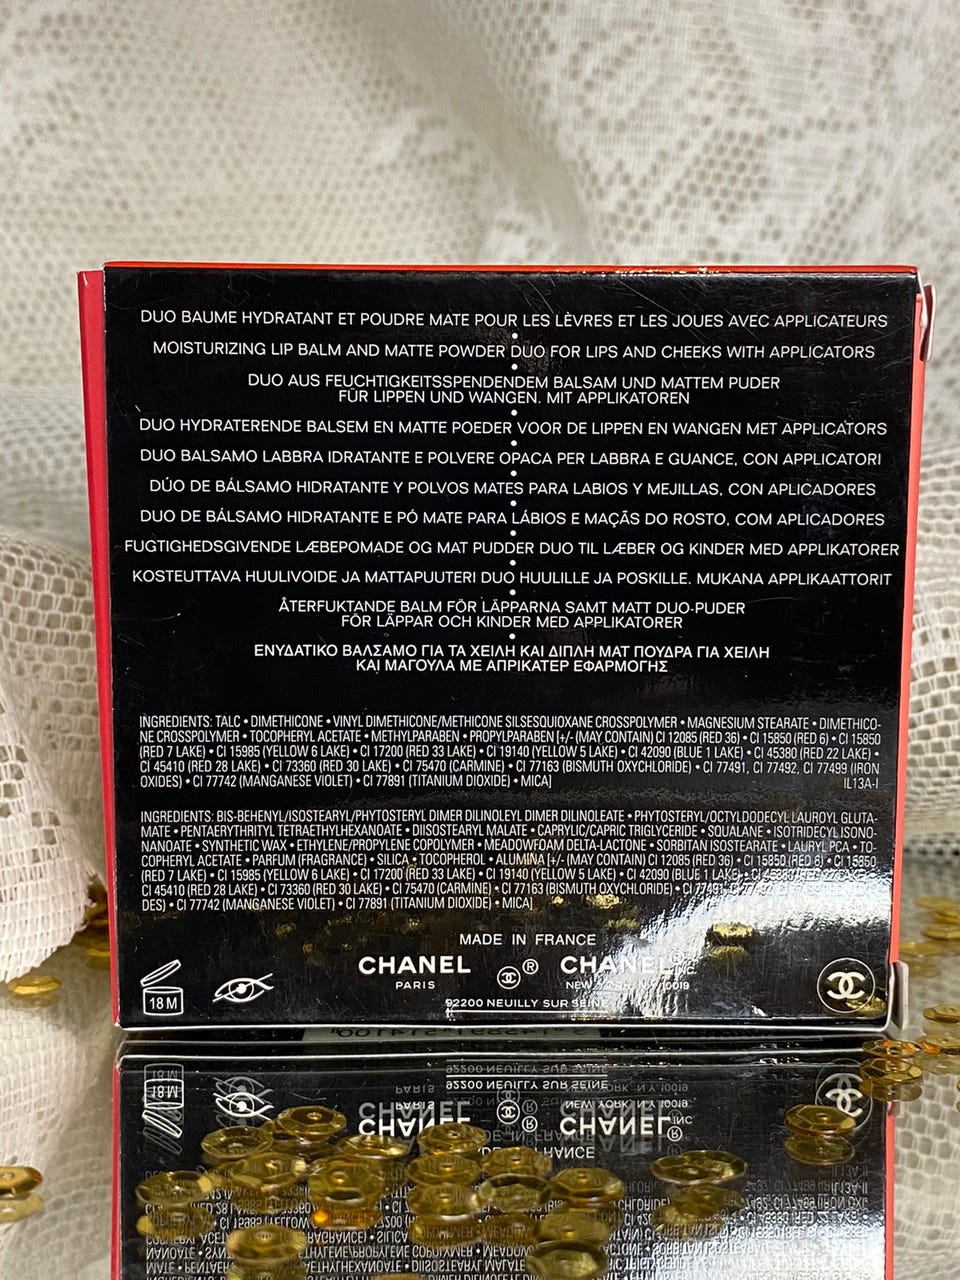 DUO BAUME HYDRATANT ET POUDRE MATE POUR LES LÈVRES ET LES JOUES AVEC APPLICATEURS
•
MOISTURIZING LIP BALM AND MATTE POWDER DUO FOR LIPS AND CHEEKS WITH APPLICATORS
•
DUO AUS FEUCHTIGKEITSSPENDENDEM BALSAM UND MATTEM PUDER
FÜR LIPPEN UND WANGEN. MIT APPLIKATOREN
•
DUO HYDRATERENDE BALSEM EN MATTE POEDER VOOR DE LIPPEN EN WANGEN MET APPLICATORS
•
DUO BALSAMO LABBRA IDRATANTE E POLVERE OPACA PER LABBRA E GUANCE, CON APPLICATORI
•
DÚO DE BÁLSAMO HIDRATANTE Y POLVOS MATES PARA LABIOS Y MEJILLAS, CON APLICADORES
•
DUO DE BÁLSAMO HIDRATANTE E PÓ MATE PARA LÁBIOS E MAÇÃS DO ROSTO, COM APLICADORES
•
FUGTIGHEDSGIVENDE LÆBEPOMADE OG MAT PUDDER DUO TIL LÆBER OG KINDER MED APPLIKATORER
•
KOSTEUTTAVA HUULIVOIDE JA MATTAPUUTERI DUO HUULILLE JA POSKILLE. MUKANA APPLIKAATTORIT
•
ÅTERFUKTANDE BALM FÖR LÄPPARNA SAMT MATT DUO-PUDER
FÖR LÄPPAR OCH KINDER MED APPLIKATORER
•
ΕΝΥΔΑΤΙΚΟ ΒΑΛΣΑΜΟ ΓΙΑ ΤΑ ΧΕΙΛΗ ΚΑΙ ΔΙΠΛΗ ΜΑΤ ΠΟΥΔΡΑ ΓΙΑ ΧΕΙΛΗ
ΚΑΙ ΜΑΓΟΥΛΑ ΜΕ ΑΠΡΙΚΑΤΕΡ ΕΦΑΡΜΟΓΗΣ
INGREDIENTS: TALC • DIMETHICONE • VINYL DIMETHICONE/METHICONE SILSESQUIOXANE CROSSPOLYMER • MAGNESIUM STEARATE • DIMETHICO-
NE CROSSPOLYMER • TOCOPHERYL ACETATE • METHYLPARABEN • PROPYLPARABEN [+/- (MAY CONTAIN) CI 12085 (RED 36) • CI 15850 (RED 6) • CI 15850
(RED 7 LAKE) • CI 15985 (YELLOW 6 LAKE) • CI 17200 (RED 33 LAKE) • CI 19140 (YELLOW 5 LAKE) • CI 42090 (BLUE 1 LAKE) • CI 45380 (RED 22 LAKE) •
CI 45410 (RED 28 LAKE) • CI 73360 (RED 30 LAKE) • CI 75470 (CARMINE) • CI 77163 (BISMUTH OXYCHLORIDE) • CI 77491, CI 77492, CI 77499 (IRON
OXIDES) • CI 77742 (MANGANESE VIOLET) • CI 77891 (TITANIUM DIOXIDE) • MICA] IL13A-I
INGREDIENTS: BIS-BEHENYL/ISOSTEARYL/PHYTOSTERYL DIMER DILINOLEYL DIMER DILINOLEATE • PHYTOSTERYL/OCTYLDODECYL LAUROYL GLUTA-
MATE • PENTAERYTHRITYL TETRAETHYLHEXANOATE • DIISOSTEARYL MALATE • CAPRYLIC/CAPRIC TRIGLYCERIDE • SQUALANE • ISOTRIDECYL ISONO-
NANOATE • SYNTHETIC WAX • ETHYLENE/PROPYLENE COPOLYMER • MEADOWFOAM DELTA-LACTONE • SORBITAN ISOSTEARATE • LAURYL PCA • TO-
COPHERYL ACETATE • PARFUM (FRAGRANCE) • SILICA • TOCOPHEROL • ALUMINA [+/- (MAY CONTAIN) CI 12085 (RED 36) • CI 15850 (RED 6) • CI 15850
(RED 7 LAKE) • CI 15985 (YELLOW 6 LAKE) • CI 17200 (RED 33 LAKE) • CI 19140 (YELLOW 5 LAKE) • CI 42090 (BLUE 1 LAKE) • CI 45380 (RED 22 LAKE) •
CI 45410 (RED 28 LAKE) • CI 73360 (RED 30 LAKE) • CI 75470 (CARMINE) • CI 77163 (BISMUTH OXYCHLORIDE) • CI 77491,
DES) • CI 77742 (MANGANESE VIOLET) • CI 77891 (TITANIUM DIOXIDE) • MICA]
MADE IN FRANCE
CHANEL ® CHANEL INC
PARIS NEW YORK, N.Y. 10019
92200 NEUILLY SUR SEINE
18 M